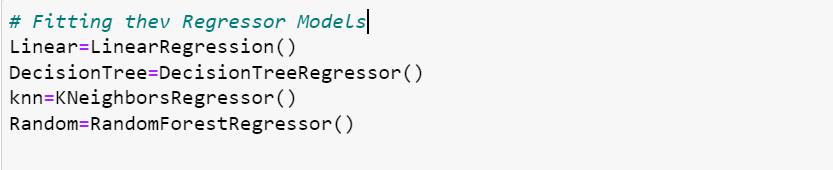 # Fitting thev Regressor Models
Linear=LinearRegression()
DecisionTree=DecisionTreeRegressor()
knn=KNeighborsRegressor()
Random=RandomForestRegressor()